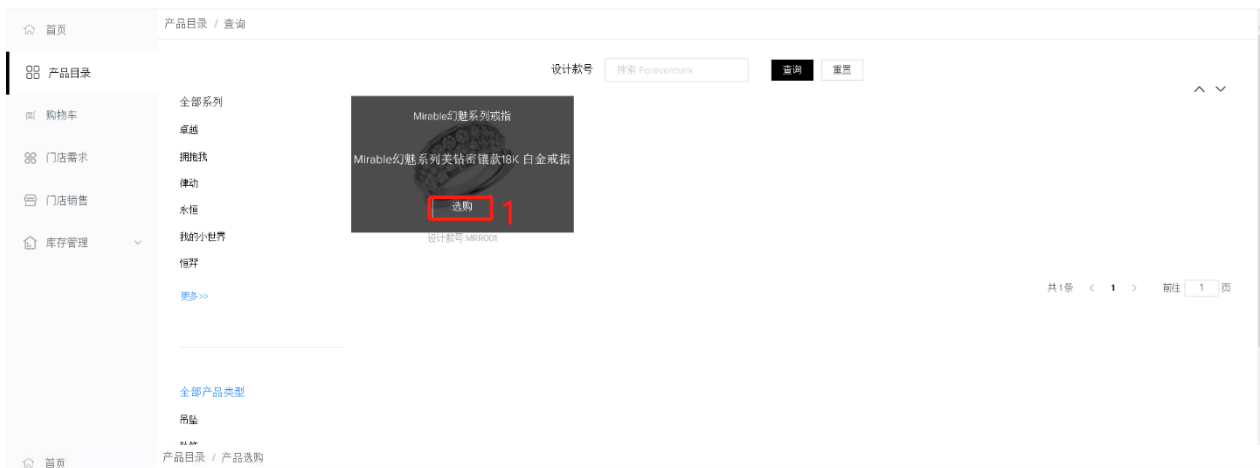 首页
产品目录
购物车
门店需求
门店销售
库存管理
产品目录 / 查询
设计款号 搜索 Forevermark 查询 重置
全部系列
卓越
拥抱我
律动
永恒
我的小世界
恒羿
更多>>
全部产品类型
吊坠
Mirable幻魅系列戒指
Mirable幻魅系列美钻密镶款18K 白金戒指
选购 1
设计款号:MRR001
共1条 < 1 > 前往 1 页
首页
产品目录 / 产品选购